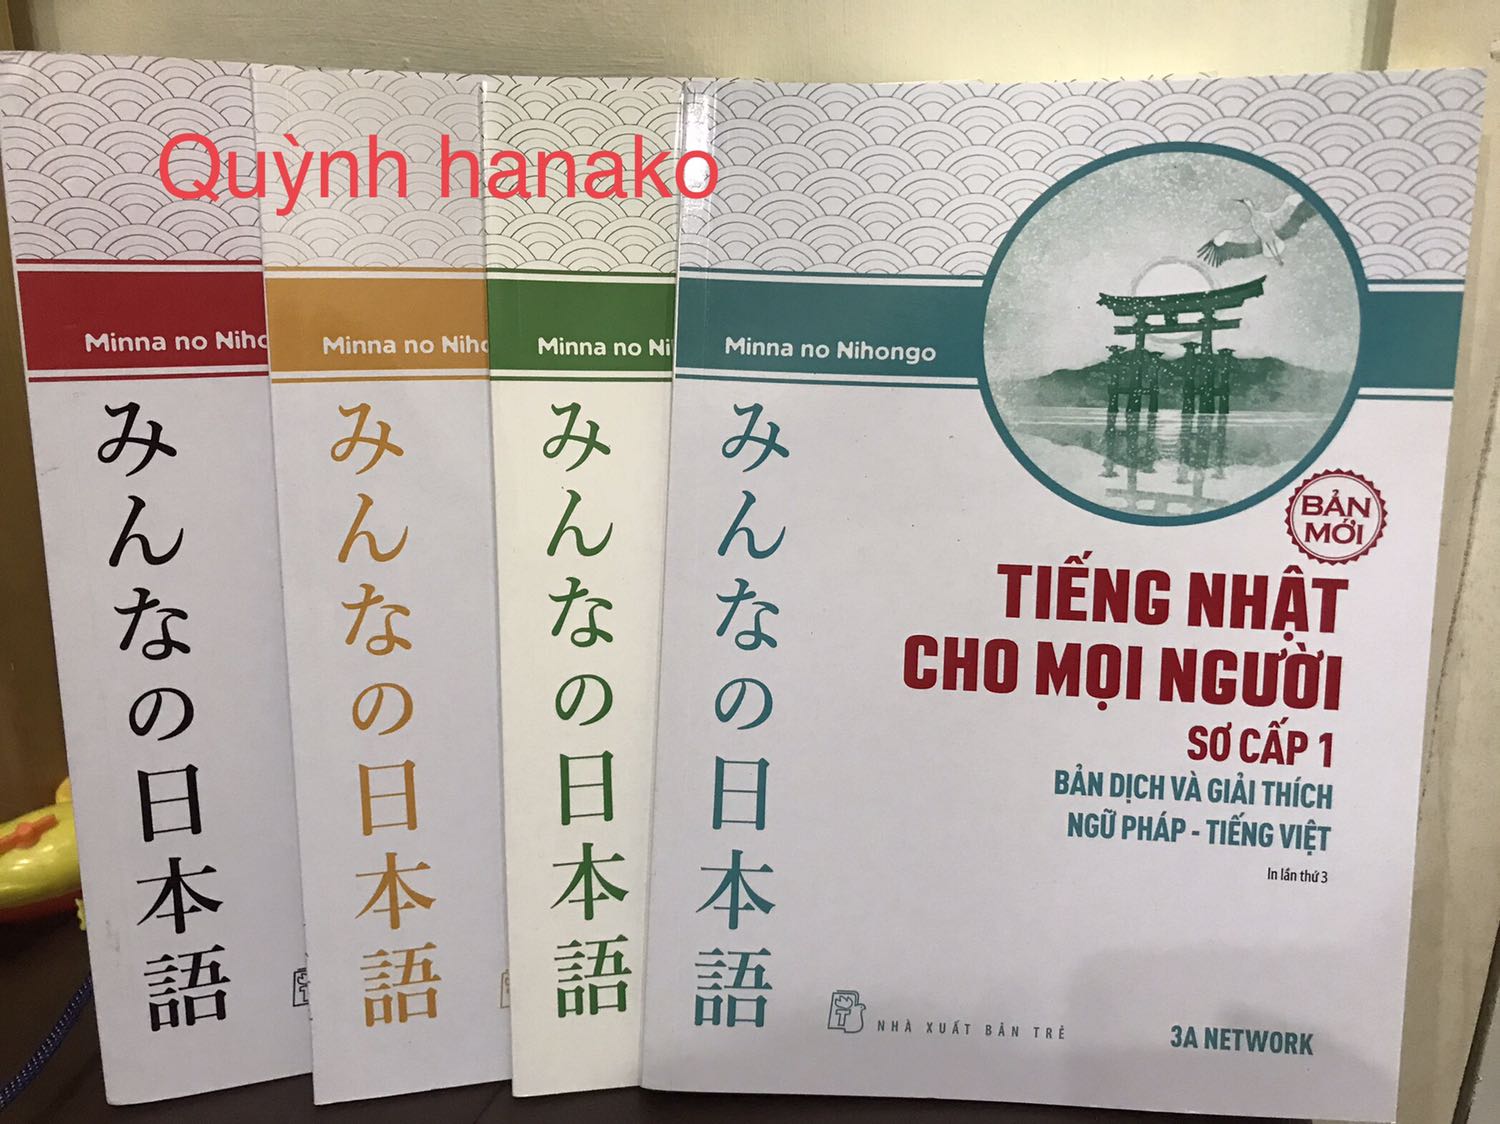 Quỳnh hanako
Minna no Niho
みんなの日本語
Minna no Niho
みんなの日本語
Minna no Ni
みんなの日本語
Minna no Nihongo
みんなの日本語
BẢN
MỚI
TIẾNG NHẬT
CHO MỌI NGƯỜI
SƠ CẤP 1
BẢN DỊCH VÀ GIẢI THÍCH
NGỮ PHÁP - TIẾNG VIỆT
In lần thứ 3
T
NHÀ XUẤT BẢN TRẺ
3A NETWORK